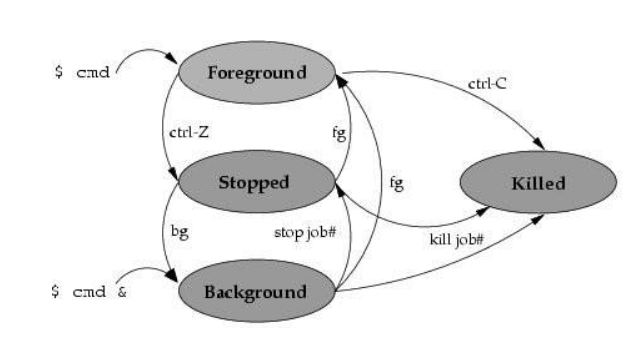 $ cmd
Foreground
ctrl-C
ctrl-Z
fg
Stopped
fg
Killed
bg
stop job#
kill job#
$ cmd &
Background